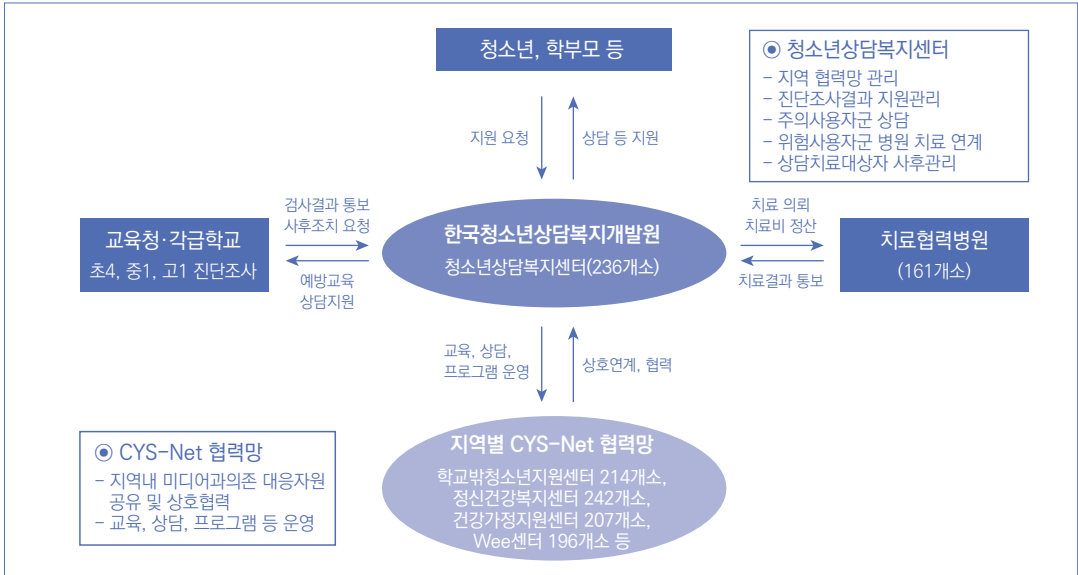 청소년, 학부모 등
◉ 청소년상담복지센터
- 지역 협력망 관리
- 진단조사결과 지원관리
- 주의사용자군 상담
- 위험사용자군 병원 치료 연계
- 상담치료대상자 사후관리
지원 요청
상담 등 지원
교육청·각급학교
초4, 중1, 고1 진단조사
검사결과 통보
사후조치 요청
예방교육
상담지원
한국청소년상담복지개발원
청소년상담복지센터(236개소)
치료 의뢰
치료비 정산
치료결과 통보
치료협력병원
(161개소)
교육, 상담,
프로그램 운영
상호연계, 협력
◉ CYS-Net 협력망
- 지역내 미디어과의존 대응자원
공유 및 상호협력
- 교육, 상담, 프로그램 등 운영
지역별 CYS-Net 협력망
학교밖청소년지원센터 214개소,
정신건강복지센터 242개소,
건강가정지원센터 207개소,
Wee센터 196개소 등